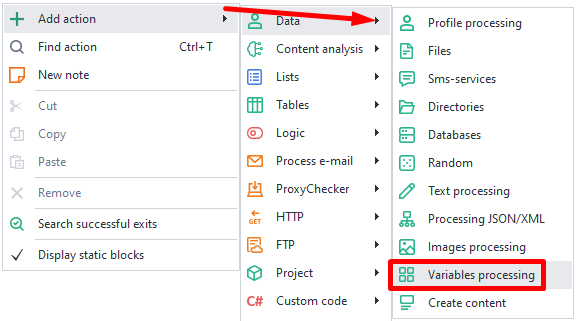 Add action
Find action Ctrl+T
New note
Cut
Copy
Paste
Remove
Search successful exits
Display static blocks
Data
Content analysis
Lists
Tables
Logic
Process e-mail
ProxyChecker
GET
HTTP
FTP
Project
C# Custom code
Profile processing
Files
Sms-services
Directories
Databases
Random
Text processing
Processing JSON/XML
Images processing
Variables processing
Create content